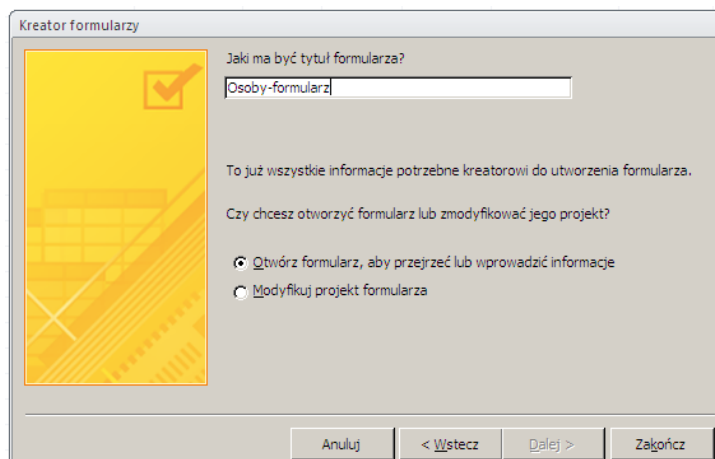 Kreator formularzy
Jaki ma być tytuł formularza?
Osoby-formularz
To już wszystkie informacje potrzebne kreatorowi do utworzenia formularza.
Czy chcesz otworzyć formularz lub zmodyfikować jego projekt?
Otwórz formularz, aby przejrzeć lub wprowadzić informacje
Modyfikuj projekt formularza
Anuluj < Wstecz Dalej > Zakończ